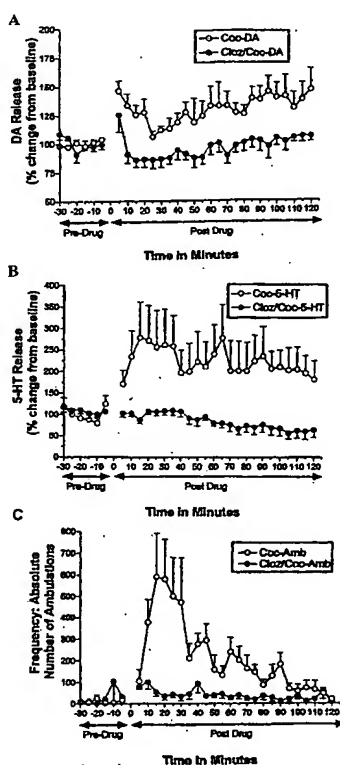 A
Coc-DA
Cloz/Coc-DA
DA Release
(% change from baseline)
200
175
150
125
100
75
50
-30 -20 -10 0 10 20 30 40 50 60 70 80 90 100 110 120
Pre-Drug
Post Drug
Time in Minutes
B
Coc-5-HT
Cloz/Coc-5-HT
5-HT Release
(% change from baseline)
400
350
300
250
200
150
100
50
0
-30 -20 -10 0 10 20 30 40 50 60 70 80 90 100 110 120
Pre-Drug
Post Drug
Time in Minutes
C
Coc-Amb
Cloz/Coc-Amb
Frequency: Absolute
Number of Ambulations
800
700
600
500
400
300
200
100
0
-30 -20 -10 0 10 20 30 40 50 60 70 80 90 100 110 120
Pre-Drug
Post Drug
Time in Minutes